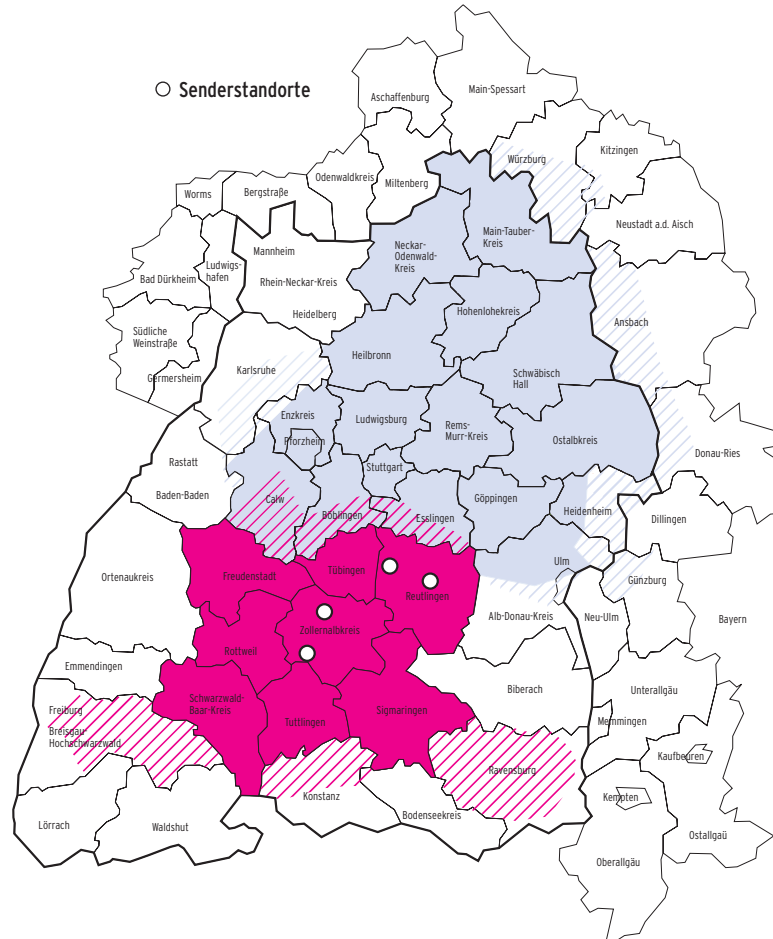 Senderstandorte
Main-Spessart
Aschaffenburg
Würzburg
Kitzingen
Odenwaldkreis
Miltenberg
Worms
Bergstraße
Neustadt a.d. Aisch
Main-Tauber-
Kreis
Neckar-
Odenwald-
Kreis
Mannheim
Ludwigs-
hafen
Bad Dürkheim
Rhein-Neckar-Kreis
Heidelberg
Hohenlohekreis
Ansbach
Südliche
Weinstraße
Heilbronn
Karlsruhe
Schwäbisch
Hall
Germersheim
Enzkreis
Ludwigsburg
Rems-
Murr-Kreis
Pforzheim
Ostalbkreis
Donau-Ries
Rastatt
Stuttgart
Baden-Baden
Calw
Göppingen
Heidenheim
Böblingen
Esslingen
Dillingen
Ulm
Ortenaukreis
Freudenstadt
Tübingen
Reutlingen
Günzburg
Alb-Donau-Kreis
Neu-Ulm
Bayern
Zollernalbkreis
Rottweil
Emmendingen
Biberach
Unterallgäu
Schwarzwald-
Baar-Kreis
Freiburg
Sigmaringen
Tuttlingen
Memmingen
Breisgau-
Hochschwarzwald
Kaufbeuren
Ravensburg
Konstanz
Kempten
Bodenseekreis
Lörrach
Waldshut
Ostallgaü
Oberallgäu